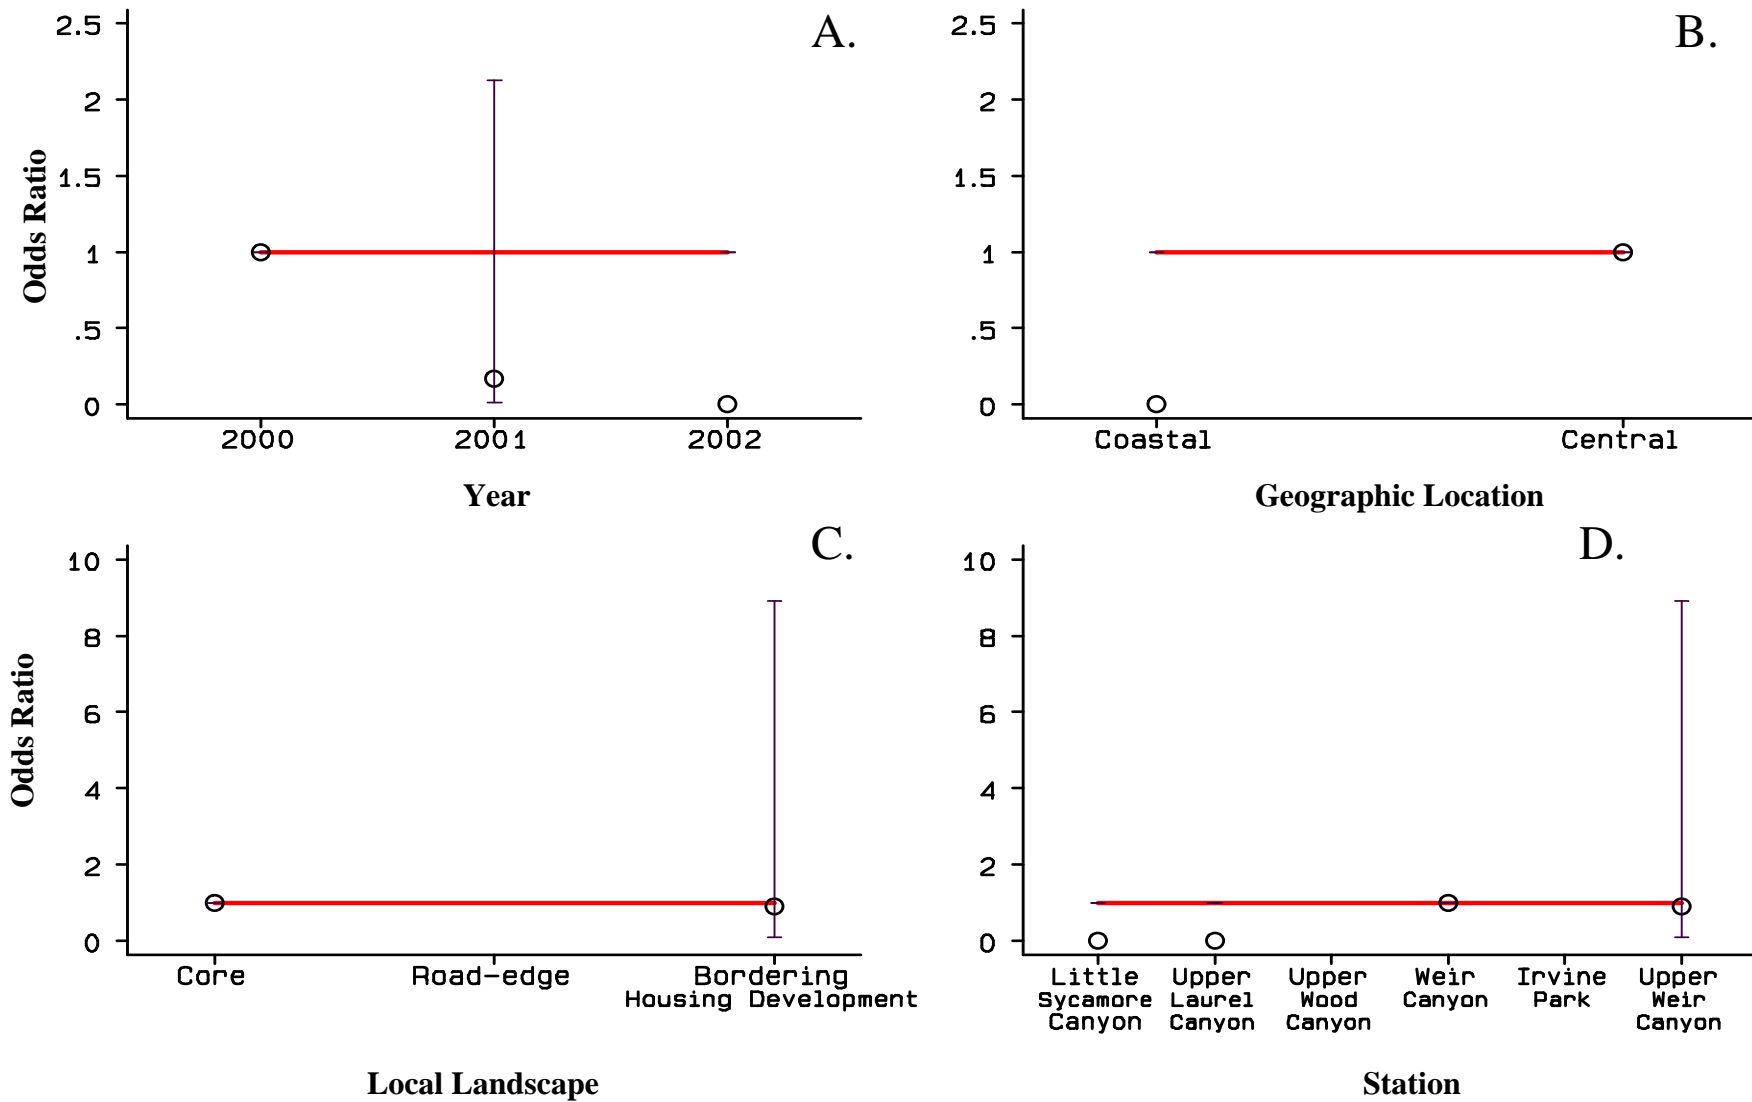 A.
2.5
2
1.5
1
.5
0
Odds Ratio
2000 2001 2002
Year
B.
2.5
2
1.5
1
.5
0
Coastal Central
Geographic Location
C.
10
8
6
4
2
0
Odds Ratio
Core Road-edge Bordering
Housing Development
Local Landscape
D.
10
8
6
4
2
0
Little Upper Upper Weir Irvine Upper
Sycamore Laurel Wood Canyon Park Weir
Canyon Canyon Canyon Canyon
Station